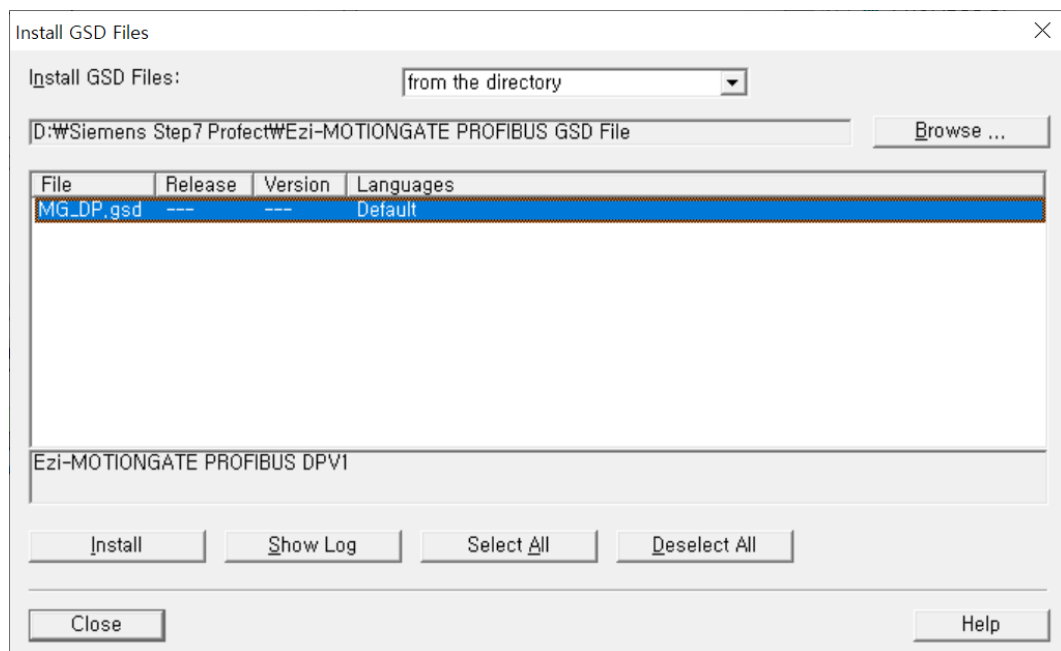 Install GSD Files
Install GSD Files:
from the directory
D:₩Siemens Step7 Profect₩Ezi-MOTIONGATE PROFIBUS GSD File
Browse ...
File Release Version Languages
MG_DP.gsd --- --- Default
Ezi-MOTIONGATE PROFIBUS DPV1
Install Show Log Select All Deselect All
Close Help